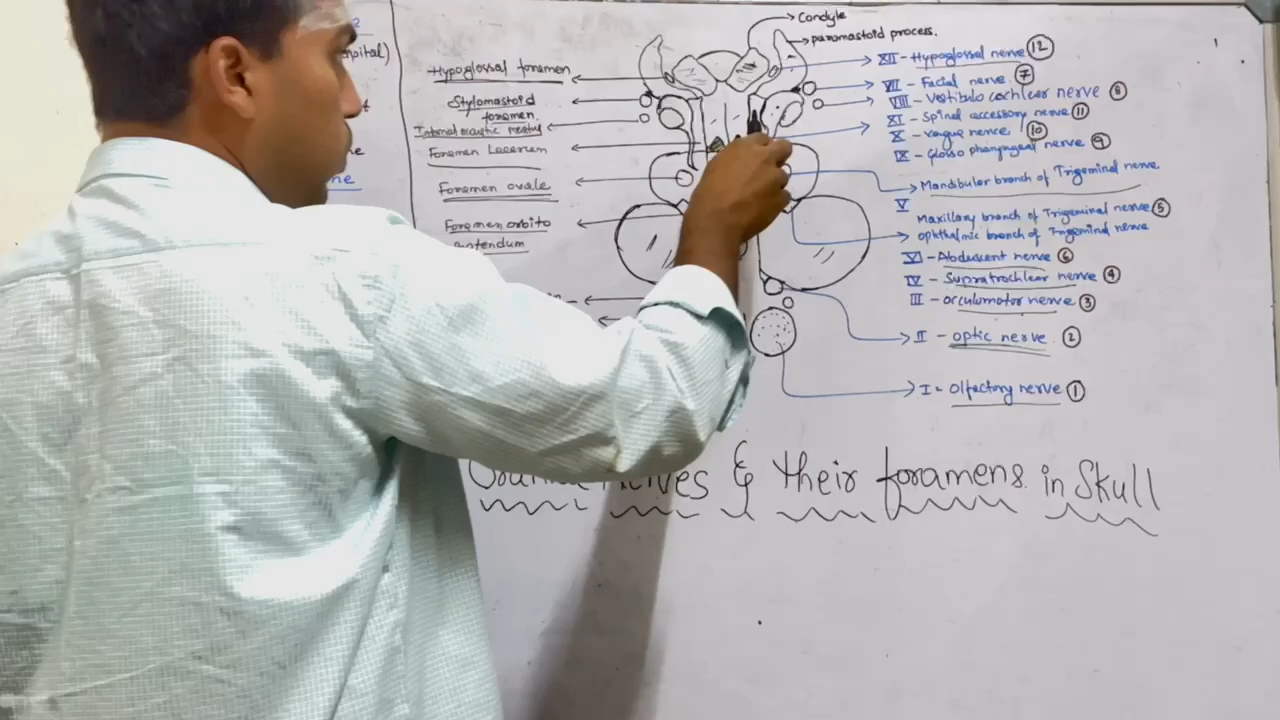 Condyle
paramastoid process.
Hypoglossal foramen
Stylomastoid
foramen.
Internal acaustic meatus
Foramen Lacerum
Foramen ovale
Foramen orbito
XII - Hypoglossal nerve 12
VII - Facial nerve 7
VIII - Vestibulo cochlear nerve 8
XI - Spinal accessory nerve 11
X - Vague nerve 10
IX - Glosso pharyngeal nerve 9
Mandibular branch of Trigeminal nerve
V
Maxillary branch of Trigeminal nerve 5
ophthalmic branch of Trigeminal nerve
VI - Abduscent nerve 6
IV - Supratrochlear nerve 4
III - occulomotor nerve 3
II - optic nerve 2
I - Olfactory nerve 1
nerves & their foramens in Skull